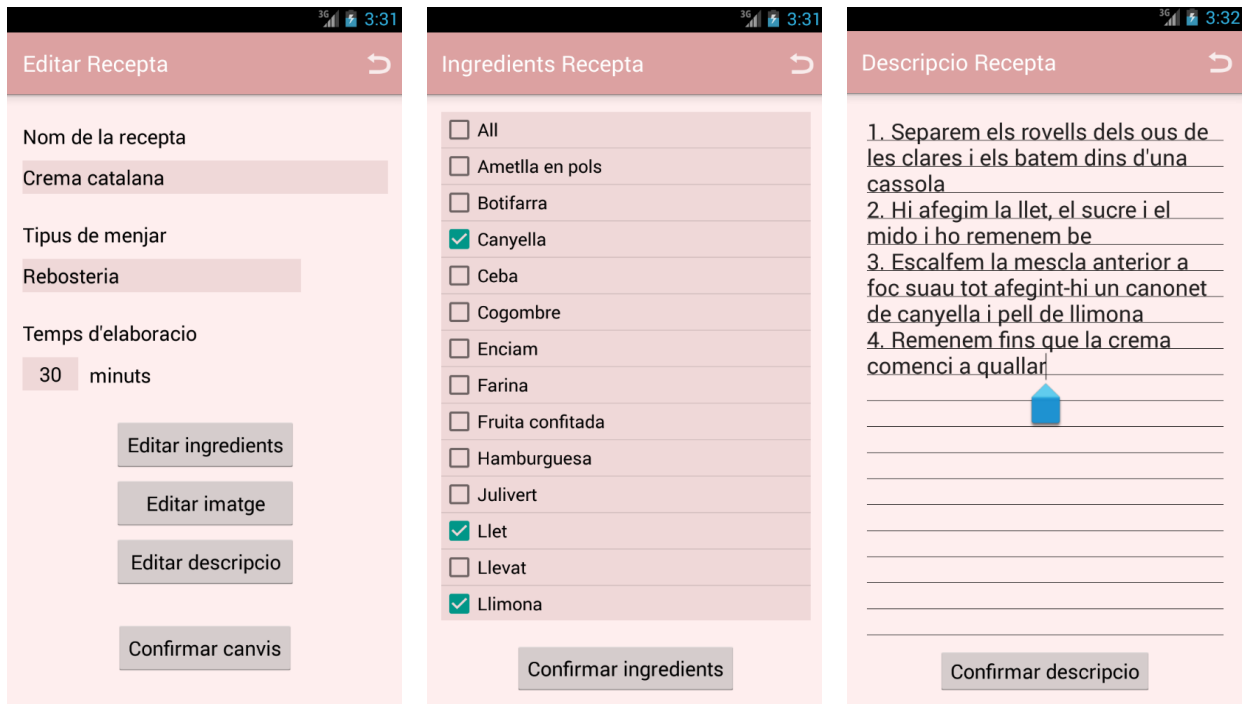 3G 3:31
Editar Recepta
Nom de la recepta
Crema catalana
Tipus de menjar
Rebosteria
Temps d'elaboracio
30 minuts
Editar ingredients
Editar imatge
Editar descripcio
Confirmar canvis
3G 3:31
Ingredients Recepta
All
Ametlla en pols
Botifarra
Canyella
Ceba
Cogombre
Enciam
Farina
Fruita confitada
Hamburguesa
Julivert
Llet
Llevat
Llimona
Confirmar ingredients
3G 3:32
Descripcio Recepta
1. Separem els rovells dels ous de
les clares i els batem dins d'una
cassola
2. Hi afegim la llet, el sucre i el
mido i ho remenem be
3. Escalfem la mescla anterior a
foc suau tot afegint-hi un canonet
de canyella i pell de llimona
4. Remenem fins que la crema
comenci a quallar
Confirmar descripcio